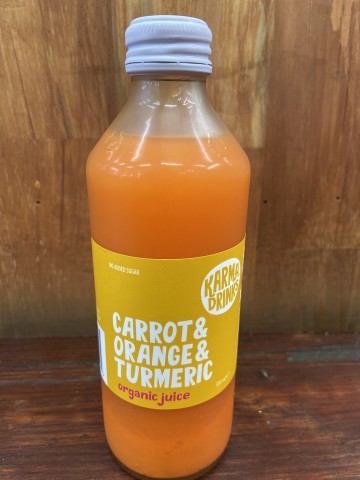 NO ADDED SUGAR
KARMA
DRINKS
CARROT&
ORANGE&
TURMERIC
organic juice